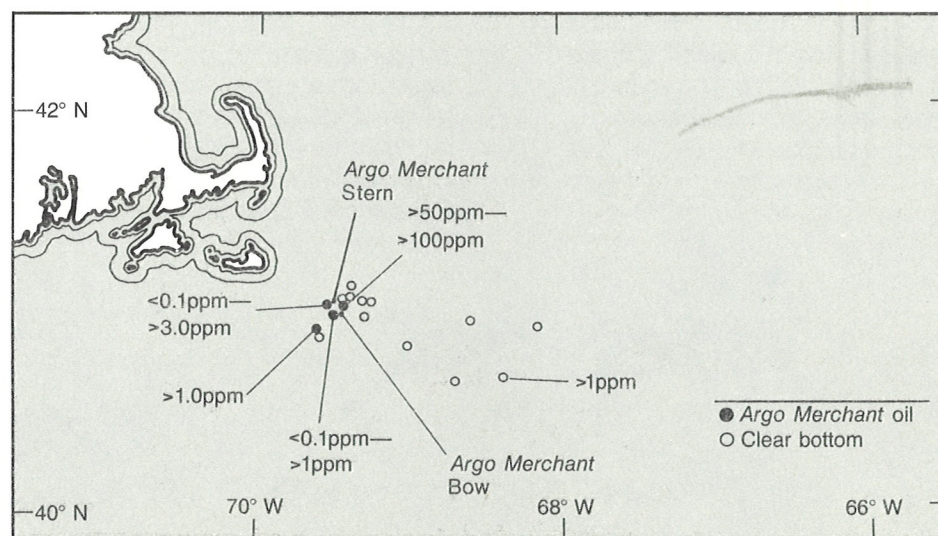 42° N
Argo Merchant
Stern
>50ppm—
>100ppm
<0.1ppm—
>3.0ppm
>1.0ppm
>1ppm
<0.1ppm—
>1ppm
Argo Merchant
Bow
Argo Merchant oil
Clear bottom
40° N
70° W
68° W
66° W